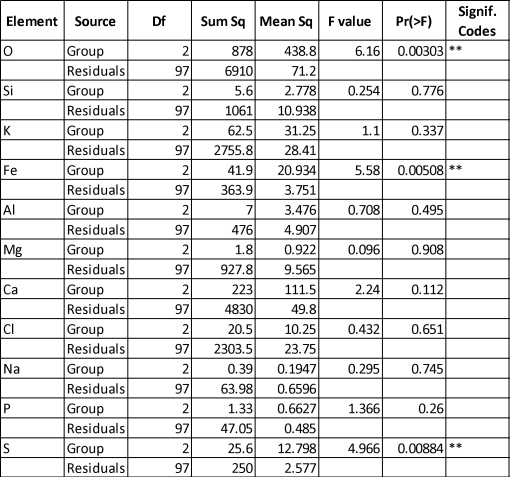 Element Source Df Sum Sq Mean Sq F value Pr(>F) Signif. Codes
O Group 2 878 438.8 6.16 0.00303 **
Residuals 97 6910 71.2
Si Group 2 5.6 2.778 0.254 0.776
Residuals 97 1061 10.938
K Group 2 62.5 31.25 1.1 0.337
Residuals 97 2755.8 28.41
Fe Group 2 41.9 20.934 5.58 0.00508 **
Residuals 97 363.9 3.751
Al Group 2 7 3.476 0.708 0.495
Residuals 97 476 4.907
Mg Group 2 1.8 0.922 0.096 0.908
Residuals 97 927.8 9.565
Ca Group 2 223 111.5 2.24 0.112
Residuals 97 4830 49.8
Cl Group 2 20.5 10.25 0.432 0.651
Residuals 97 2303.5 23.75
Na Group 2 0.39 0.1947 0.295 0.745
Residuals 97 63.98 0.6596
P Group 2 1.33 0.6627 1.366 0.26
Residuals 97 47.05 0.485
S Group 2 25.6 12.798 4.966 0.00884 **
Residuals 97 250 2.577